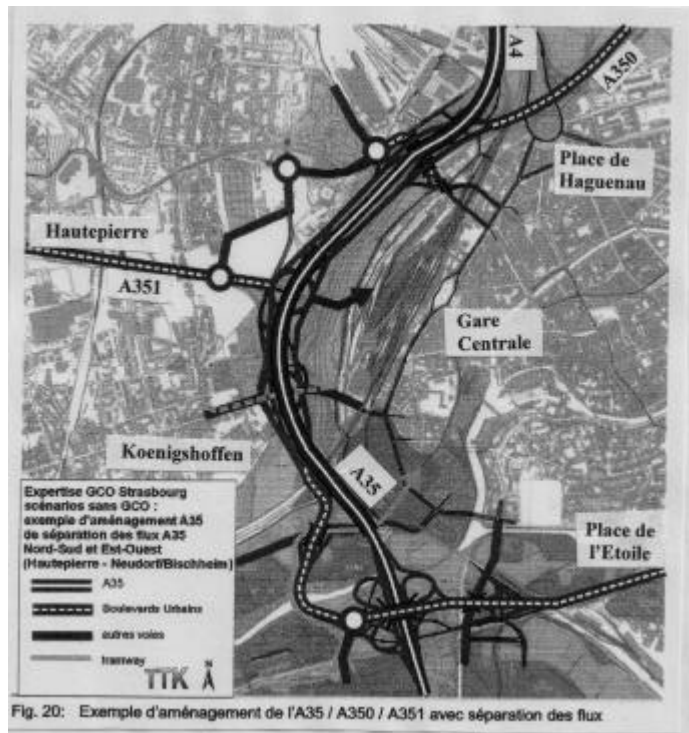 A4
A350
Place de
Haguenau
Hautepierre
A351
Gare
Centrale
Koenigshoffen
A35
Place de
l'Etoile
Expertise GCO Strasbourg
scénarios sans GCO :
exemple d'aménagement A35
de séparation des flux A35
Nord-Sud et Est-Ouest
(Hautepierre - Neudorf/Bischheim)
A35
Boulevards Urbains
autres voies
tramway
TTK
N
Fig. 20: Exemple d'aménagement de l'A35 / A350 / A351 avec séparation des flux